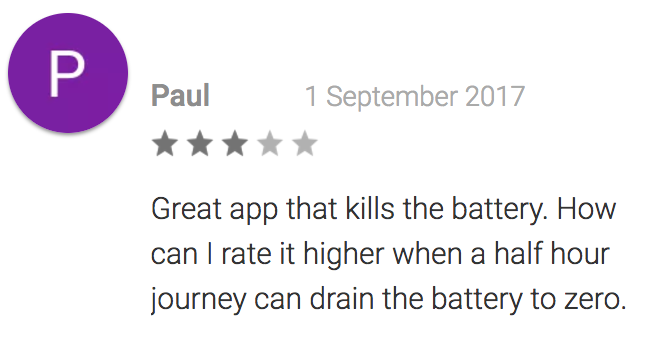 P
Paul 1 September 2017
Great app that kills the battery. How
can I rate it higher when a half hour
journey can drain the battery to zero.